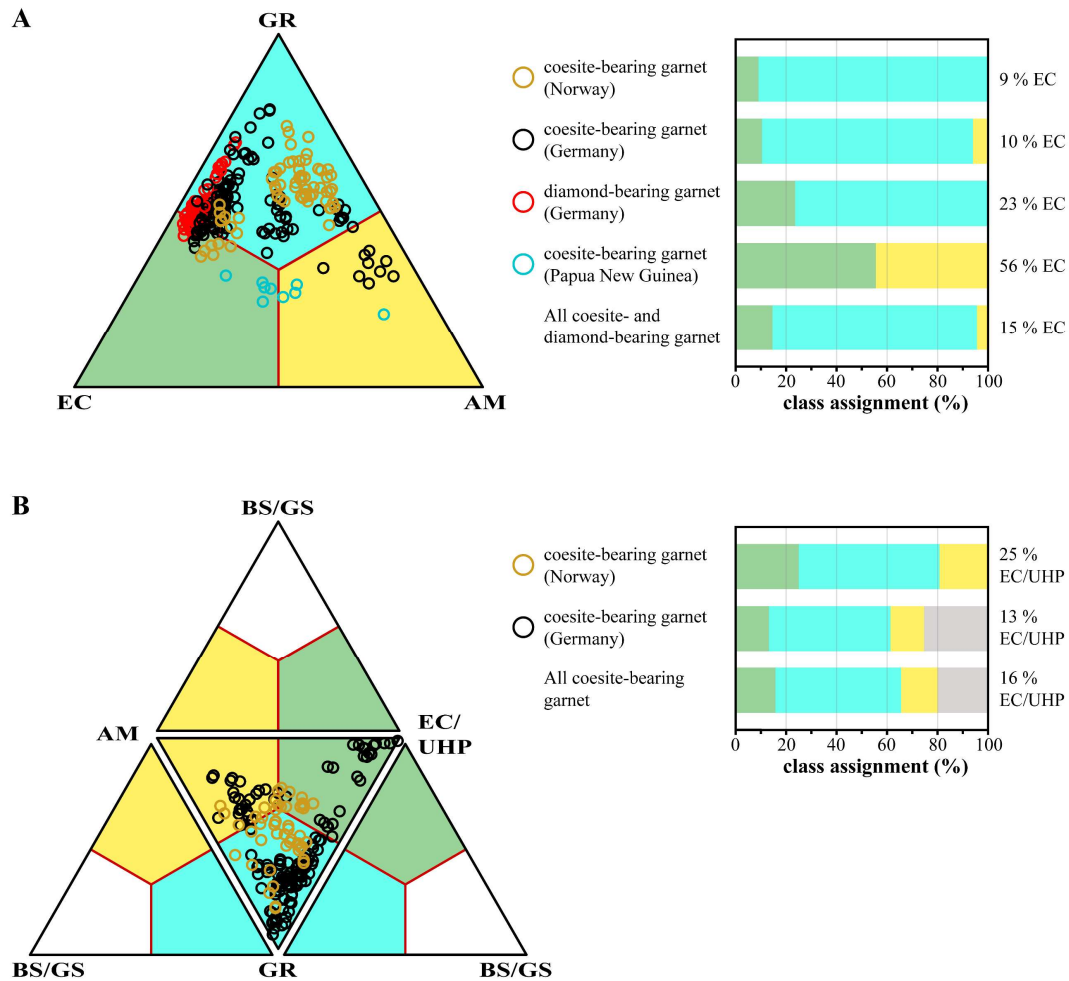 A
GR
EC
AM
coesite-bearing garnet
(Norway)
coesite-bearing garnet
(Germany)
diamond-bearing garnet
(Germany)
coesite-bearing garnet
(Papua New Guinea)
All coesite- and
diamond-bearing garnet
9 % EC
10 % EC
23 % EC
56 % EC
15 % EC
0 20 40 60 80 100
class assignment (%)
B
BS/GS
AM
EC/
UHP
BS/GS
GR
BS/GS
coesite-bearing garnet
(Norway)
coesite-bearing garnet
(Germany)
All coesite-bearing
garnet
25 %
EC/UHP
13 %
EC/UHP
16 %
EC/UHP
0 20 40 60 80 100
class assignment (%)